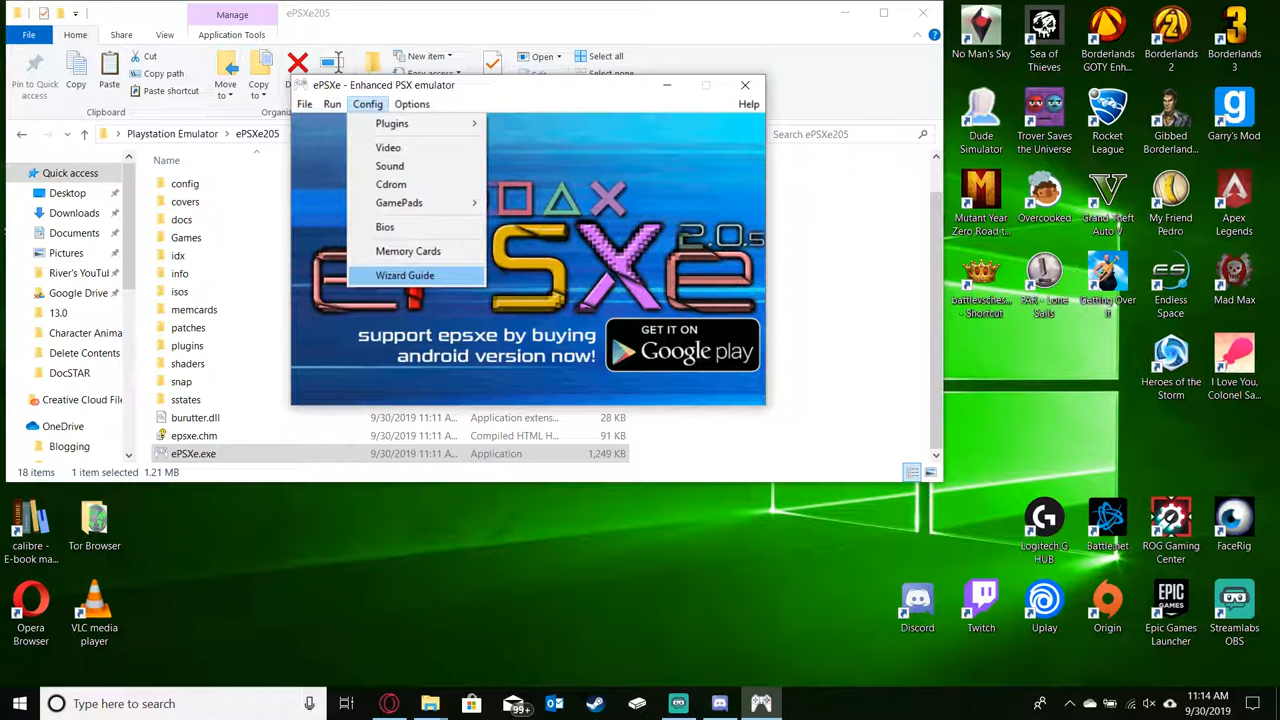 ePSXe205
Manage
File
Home
Share
View
Application Tools
Pin to Quick access
Copy
Paste
Cut
Copy path
Paste shortcut
Clipboard
Move to
Copy to
New item
Easy access
Open
Select all
Select none
Playstation Emulator
ePSXe205
Search ePSXe205
ePSXe - Enhanced PSX emulator
File
Run
Config
Options
Help
Plugins
Video
Sound
Cdrom
GamePads
Bios
Memory Cards
Wizard Guide
2.0.5
support epsxe by buying
android version now!
GET IT ON
Google play
Quick access
Desktop
Downloads
Documents
Pictures
River's YouTul
Google Drive
13.0
Character Anima
Delete Contents
DocSTAR
Creative Cloud File
OneDrive
Blogging
Name
config
covers
docs
Games
idx
info
isos
memcards
patches
plugins
shaders
snap
sstates
burutter.dll 9/30/2019 11:11 A... Application extens... 28 KB
epsxe.chm 9/30/2019 11:11 A... Compiled HTML H... 91 KB
ePSXe.exe 9/30/2019 11:11 A... Application 1,249 KB
18 items 1 item selected 1.21 MB
No Man's Sky
Sea of Thieves
Borderlands GOTY Enh...
Borderlands 2
Borderlands 3
Dude Simulator
Trover Saves the Universe
Rocket League
Gibbed Borderland...
Garry's Mod
Mutant Year Zero Road t...
Overcooked
Grand Theft Auto V
My Friend Pedro
Apex Legends
battlevsches... - Shortcut
FAR - Lone Sails
Getting Over It
Endless Space
Mad Max
Heroes of the Storm
I Love You, Colonel Sa...
calibre - E-book ma...
Tor Browser
Logitech G HUB
Battle.net
ROG Gaming Center
FaceRig
Opera Browser
VLC media player
Discord
Twitch
Uplay
Origin
Epic Games Launcher
Streamlabs OBS
Type here to search
99+
11:14 AM
9/30/2019